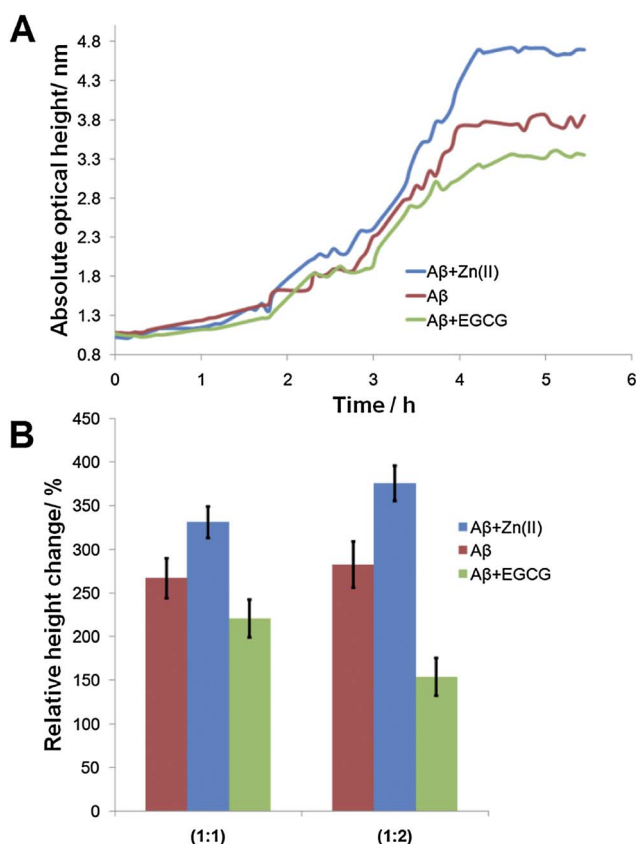 A
Absolute optical height/ nm
4.8
4.3
3.8
3.3
2.8
2.3
1.8
1.3
0.8
Aβ+Zn(II)
Aβ
Aβ+EGCG
0 1 2 3 4 5 6
Time / h
B
Relative height change/ %
450
400
350
300
250
200
150
100
50
0
Aβ+Zn(II)
Aβ
Aβ+EGCG
(1:1) (1:2)